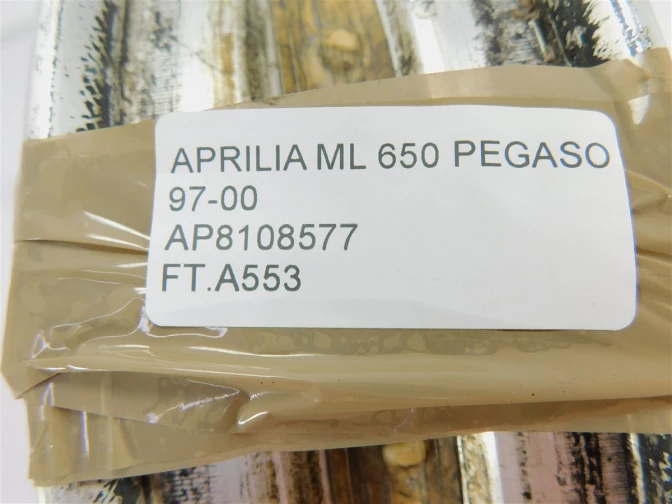 APRILIA ML 650 PEGASO
97-00
AP8108577
FT.A553